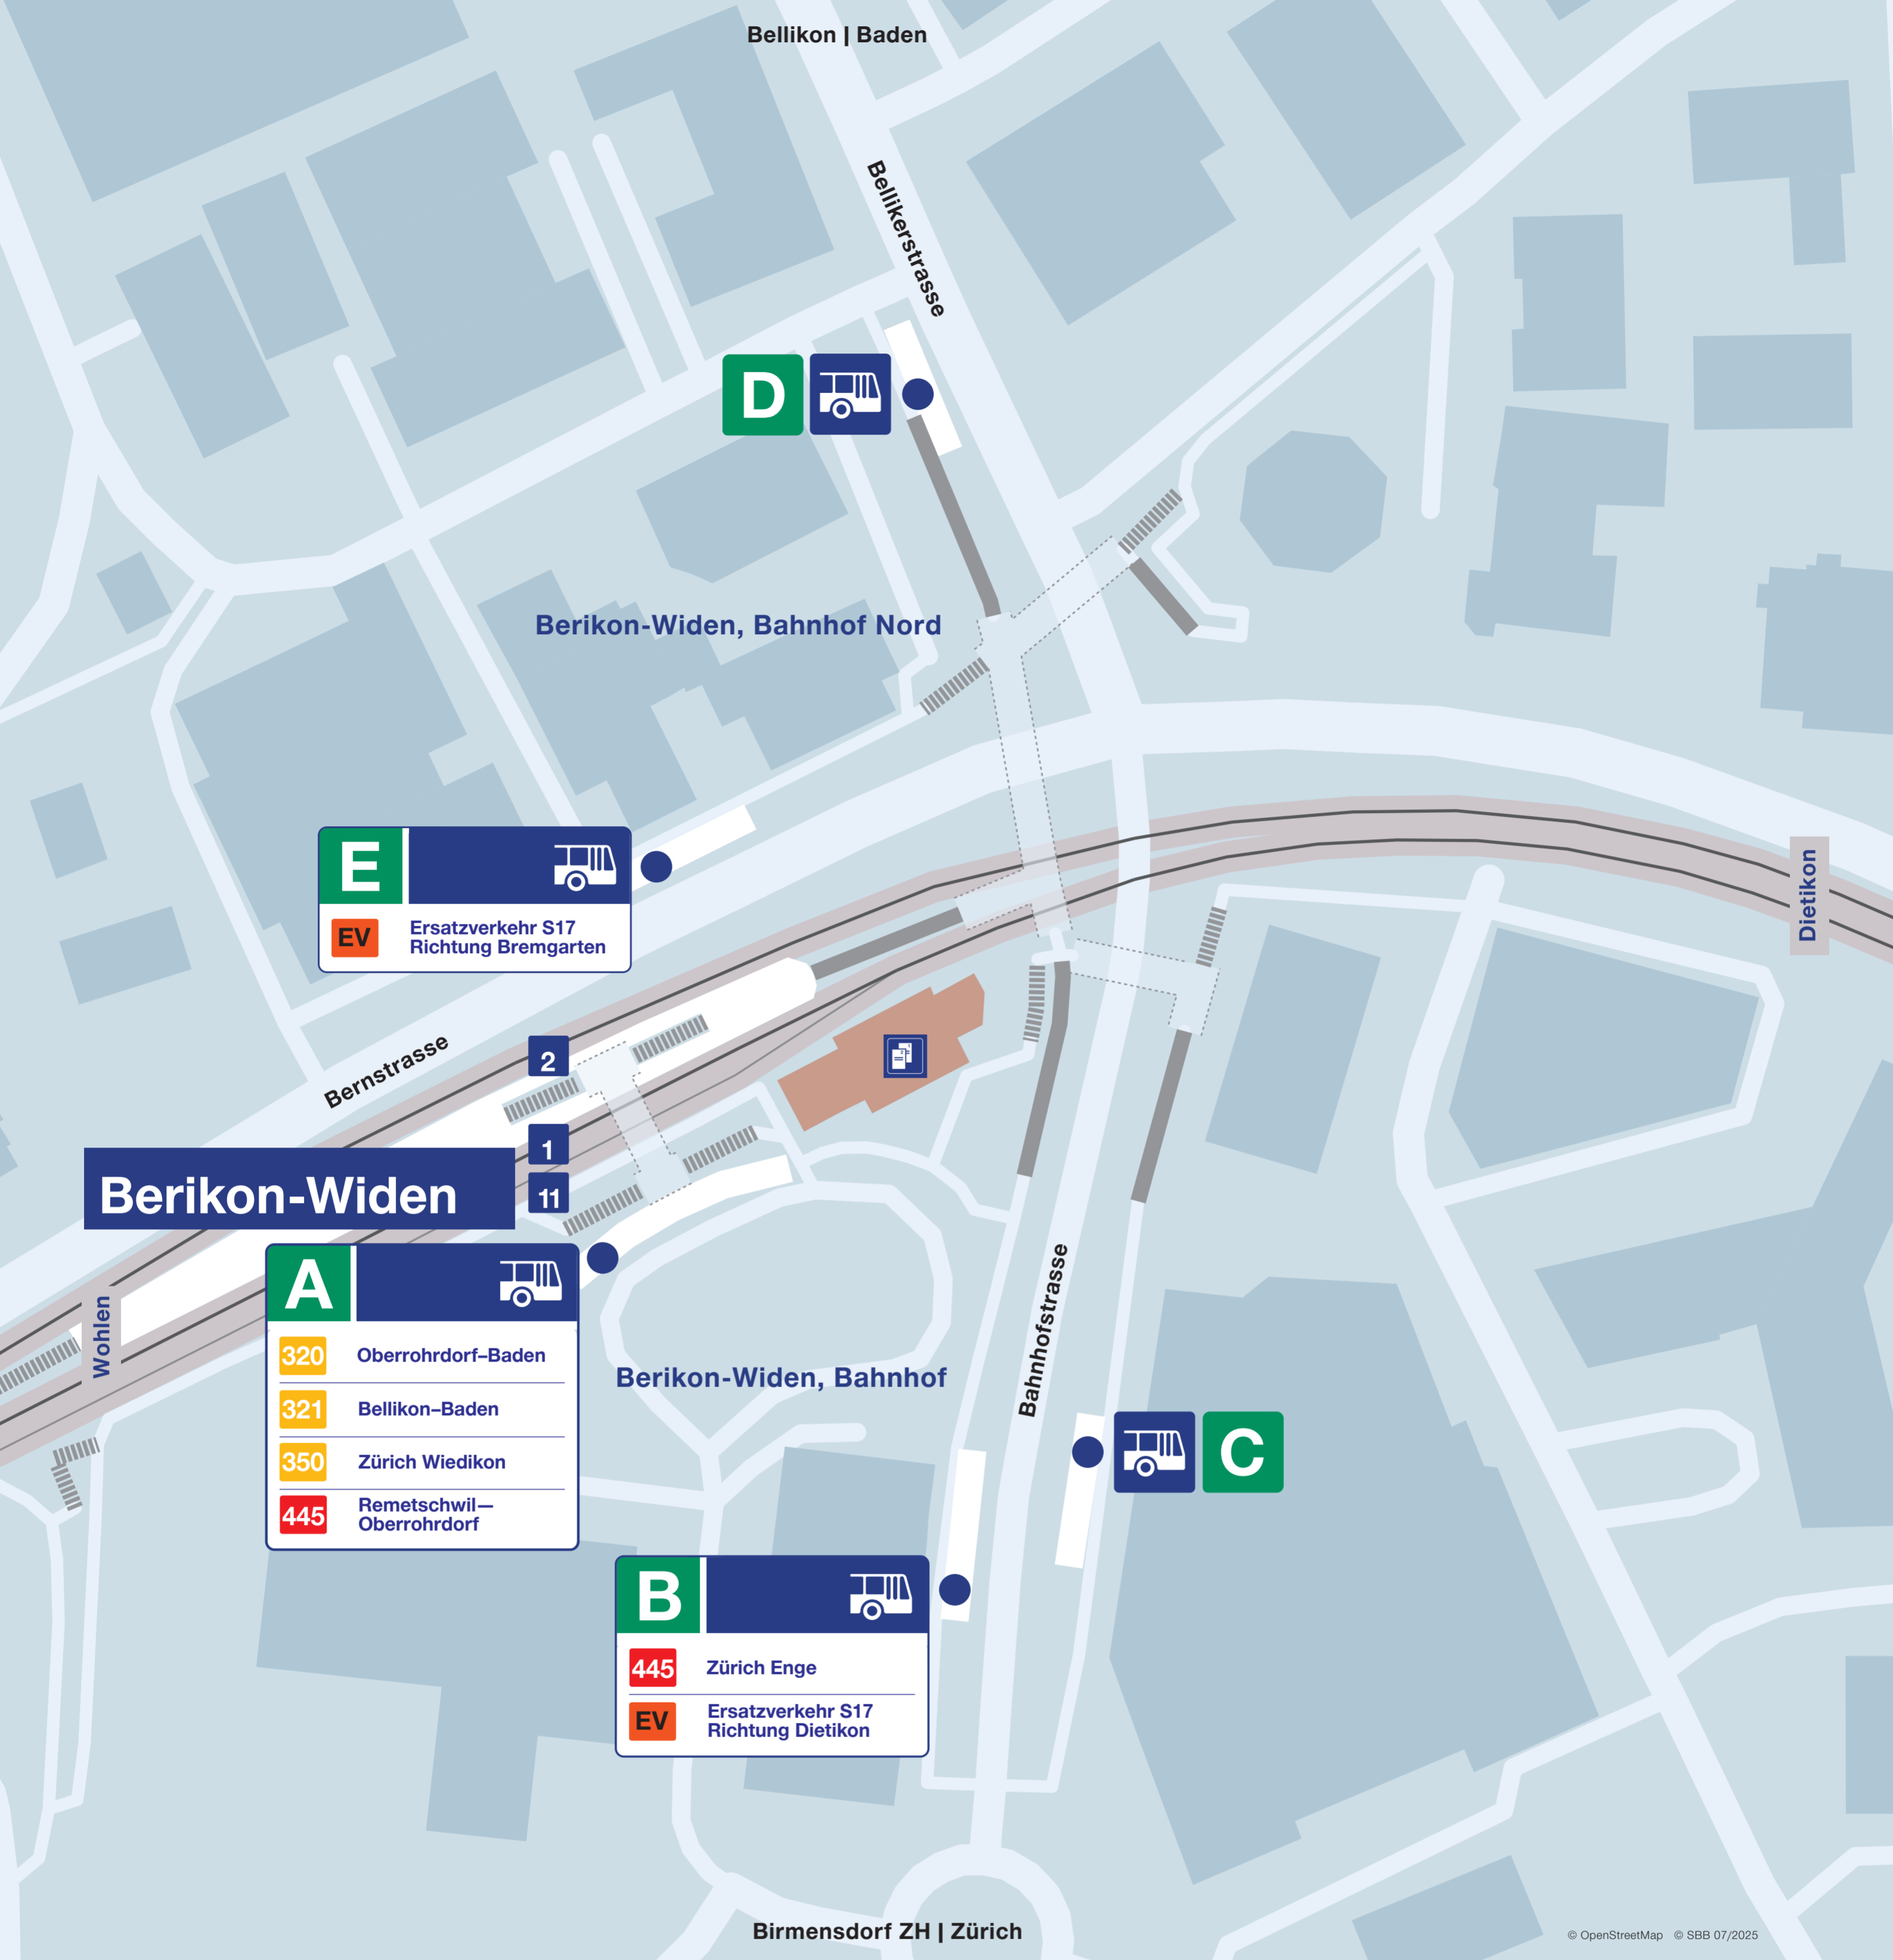 Bellikon | Baden
Bellikerstrasse
D
Berikon-Widen, Bahnhof Nord
E
EV Ersatzverkehr S17
Richtung Bremgarten
Dietikon
Bernstrasse
2
1
11
Berikon-Widen
Wohlen
A
320 Oberrohrdorf–Baden
321 Bellikon–Baden
350 Zürich Wiedikon
445 Remetschwil—
Oberrohrdorf
Berikon-Widen, Bahnhof
Bahnhofstrasse
C
B
445 Zürich Enge
EV Ersatzverkehr S17
Richtung Dietikon
Birmensdorf ZH | Zürich
© OpenStreetMap © SBB 07/2025